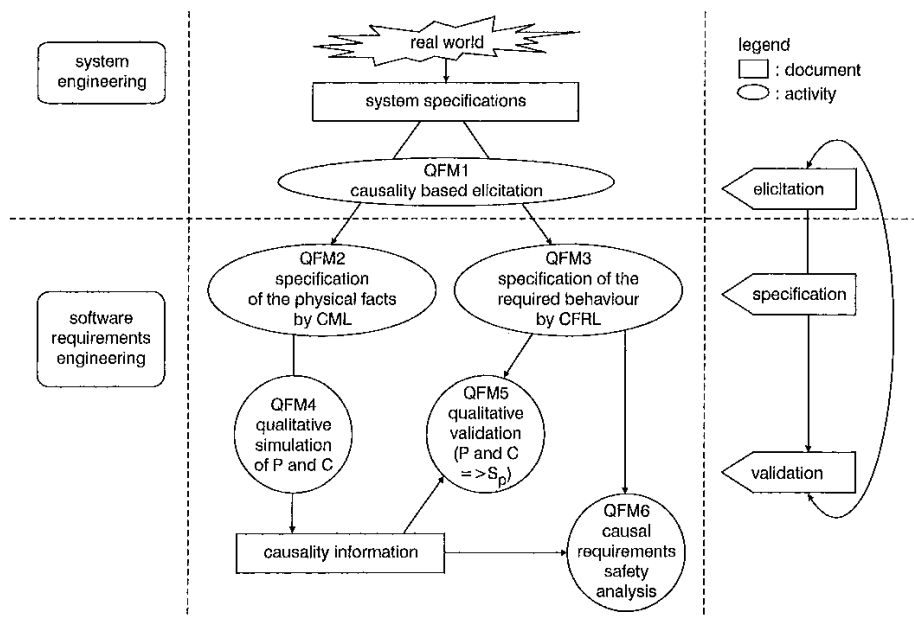 real world
system
engineering
system specifications
legend
: document
: activity
QFM1
causality based elicitation
elicitation
QFM2
specification
of the physical facts
by CML
QFM3
specification of the
required behaviour
by CFRL
specification
software
requirements
engineering
QFM4
qualitative
simulation
of P and C
QFM5
qualitative
validation
(P and C
=>Sp)
validation
causality information
QFM6
causal
requirements
safety
analysis